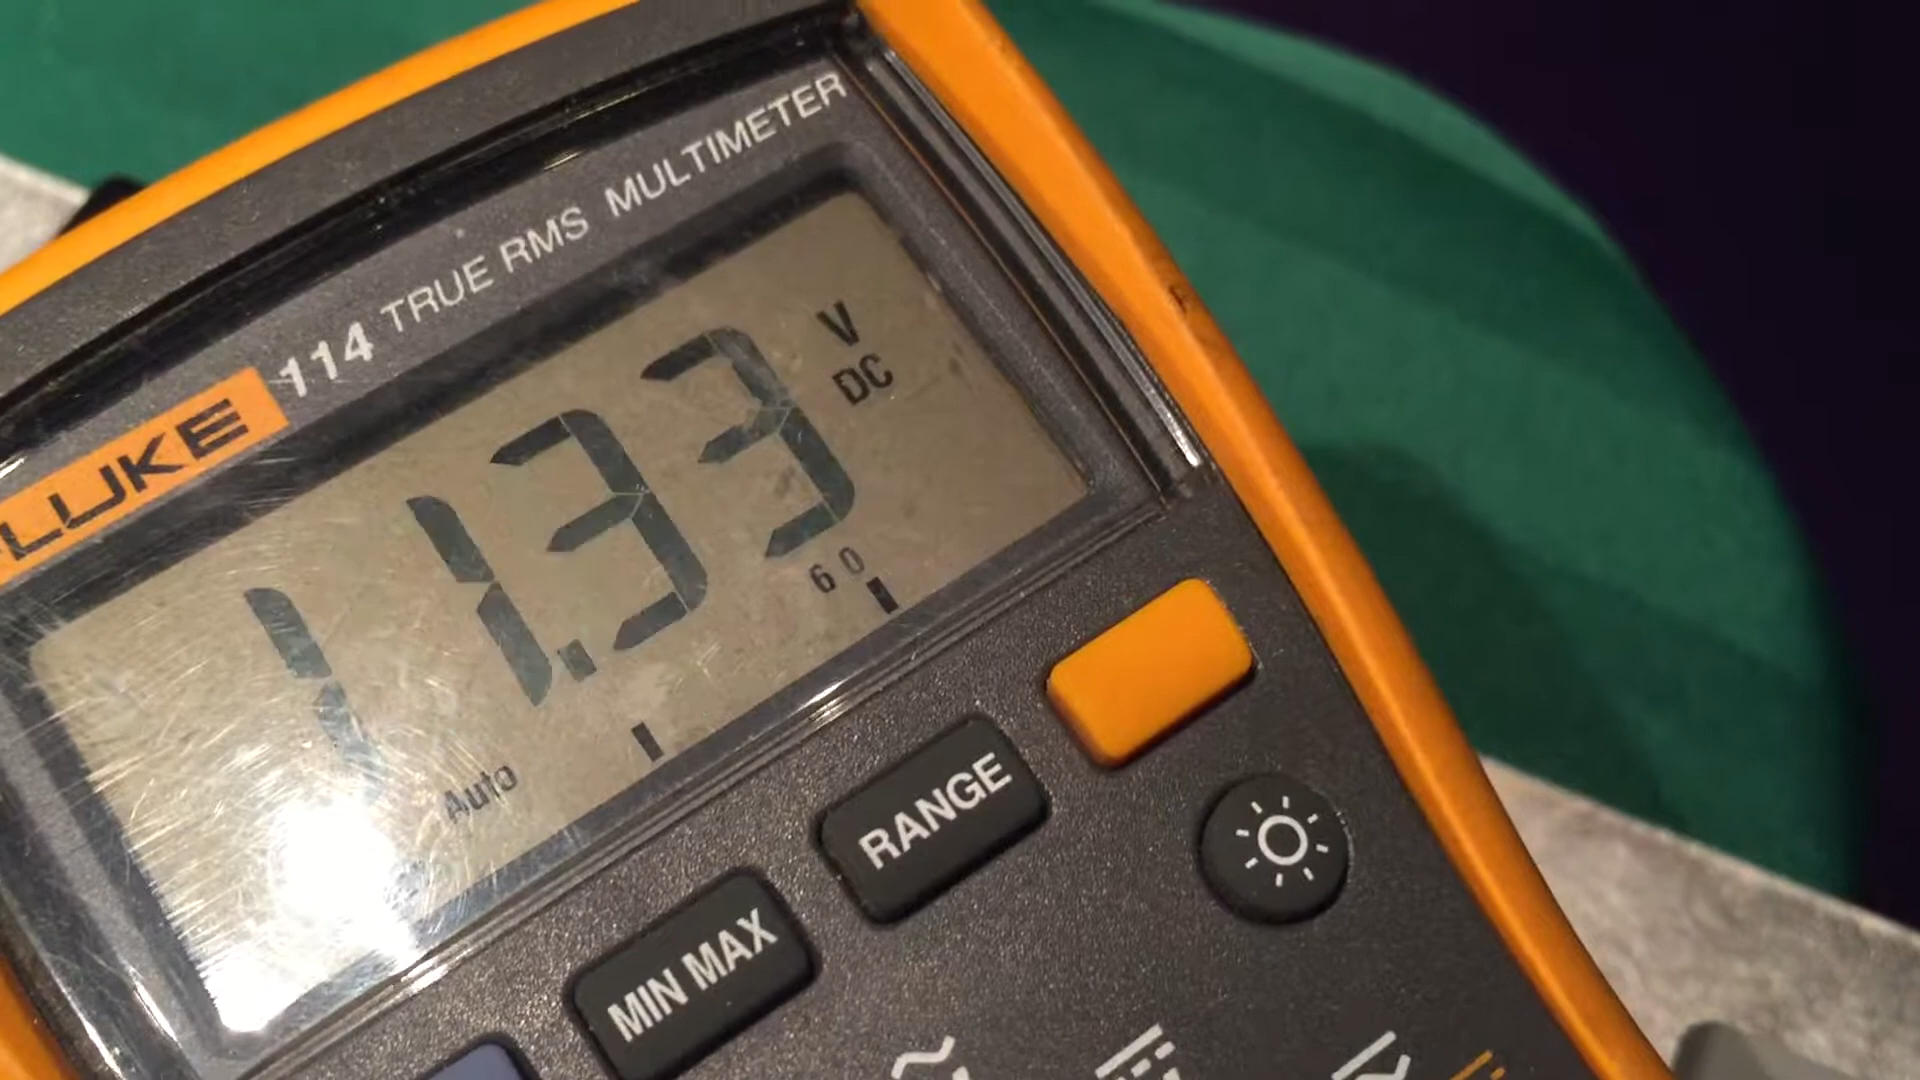 FLUKE 114 TRUE RMS MULTIMETER
11.33 V DC
60
Auto
RANGE
MIN MAX